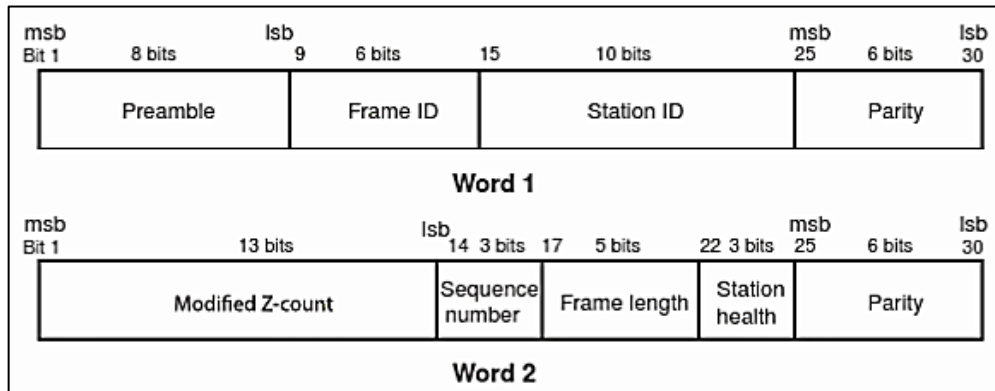 msb lsb msb lsb
Bit 1 8 bits 9 6 bits 15 10 bits 25 6 bits 30
Preamble Frame ID Station ID Parity
Word 1
msb lsb msb lsb
Bit 1 13 bits 14 3 bits 17 5 bits 22 3 bits 25 6 bits 30
Modified Z-count Sequence number Frame length Station health Parity
Word 2